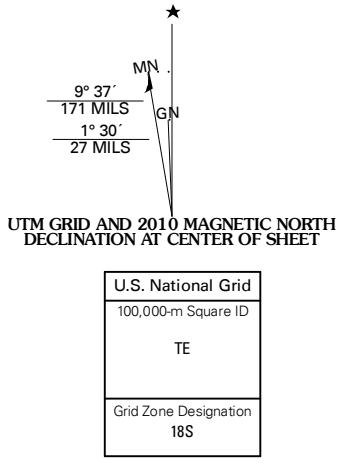 MN
9° 37´
171 MILS
GN
1° 30´
27 MILS
UTM GRID AND 2010 MAGNETIC NORTH
DECLINATION AT CENTER OF SHEET
U.S. National Grid
100,000-m Square ID
TE
Grid Zone Designation
18S